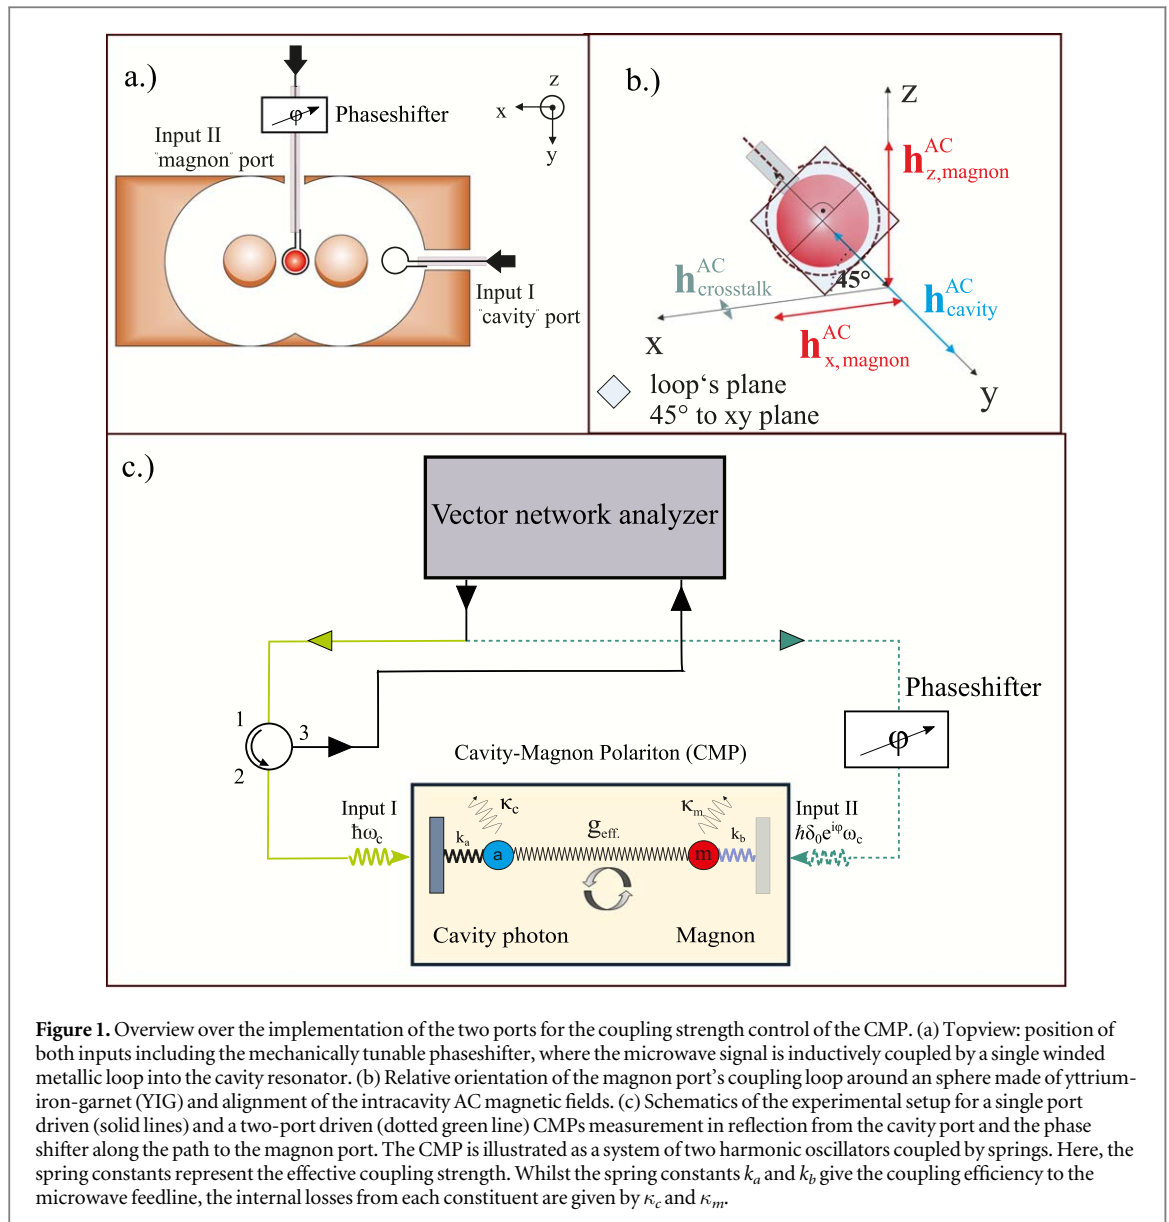 a.)
φ
Phaseshifter
z
x
y
Input II
"magnon" port
Input I
"cavity" port
b.)
z
h AC z,magnon
45°
h AC crosstalk
h AC cavity
x
h AC x,magnon
y
loop's plane
45° to xy plane
c.)
Vector network analyzer
Phaseshifter
1
3
2
φ
Cavity-Magnon Polariton (CMP)
Input I
ħω_c
κ_c
κ_m
Input II
ħδ_0e^{iφ}ω_c
k_a
g_eff.
k_b
a
m
Cavity photon
Magnon
Figure 1. Overview over the implementation of the two ports for the coupling strength control of the CMP. (a) Topview: position of
both inputs including the mechanically tunable phaseshifter, where the microwave signal is inductively coupled by a single winded
metallic loop into the cavity resonator. (b) Relative orientation of the magnon port's coupling loop around an sphere made of yttrium-
iron-garnet (YIG) and alignment of the intracavity AC magnetic fields. (c) Schematics of the experimental setup for a single port
driven (solid lines) and a two-port driven (dotted green line) CMPs measurement in reflection from the cavity port and the phase
shifter along the path to the magnon port. The CMP is illustrated as a system of two harmonic oscillators coupled by springs. Here, the
spring constants represent the effective coupling strength. Whilst the spring constants k_a and k_b give the coupling efficiency to the
microwave feedline, the internal losses from each constituent are given by κ_c and κ_m.